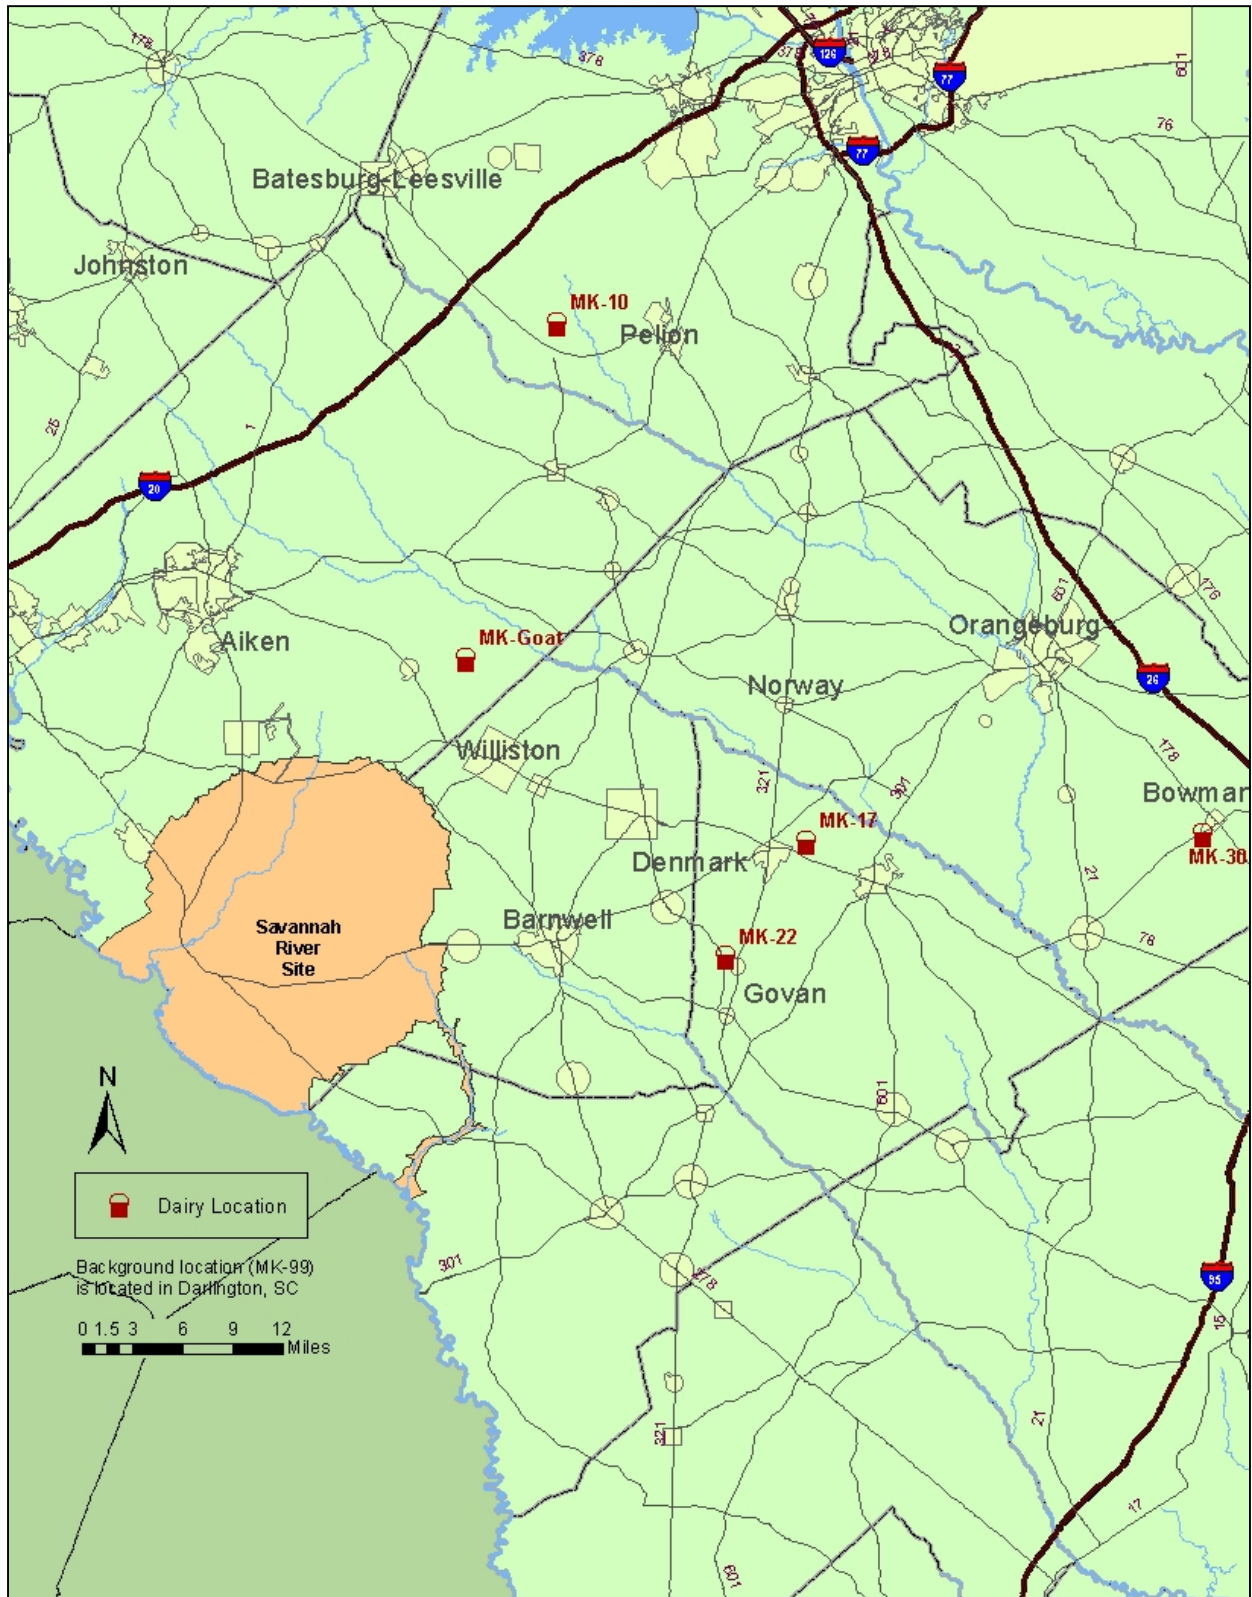 178
378
378
126
378
77
601
77
76
Batesburg-Leesville
Johnston
MK-10
Pelion
25
1
20
Aiken
MK-Goat
Orangeburg
601
176
26
Norway
Williston
321
301
178
Bowman
MK-17
MK-30
Denmark
21
Barnwell
MK-22
78
Savannah
River
Site
Govan
N
601
Dairy Location
Background location (MK-99)
is located in Darlington, SC
301
278
95
15
0 1.5 3 6 9 12
Miles
321
21
17
601